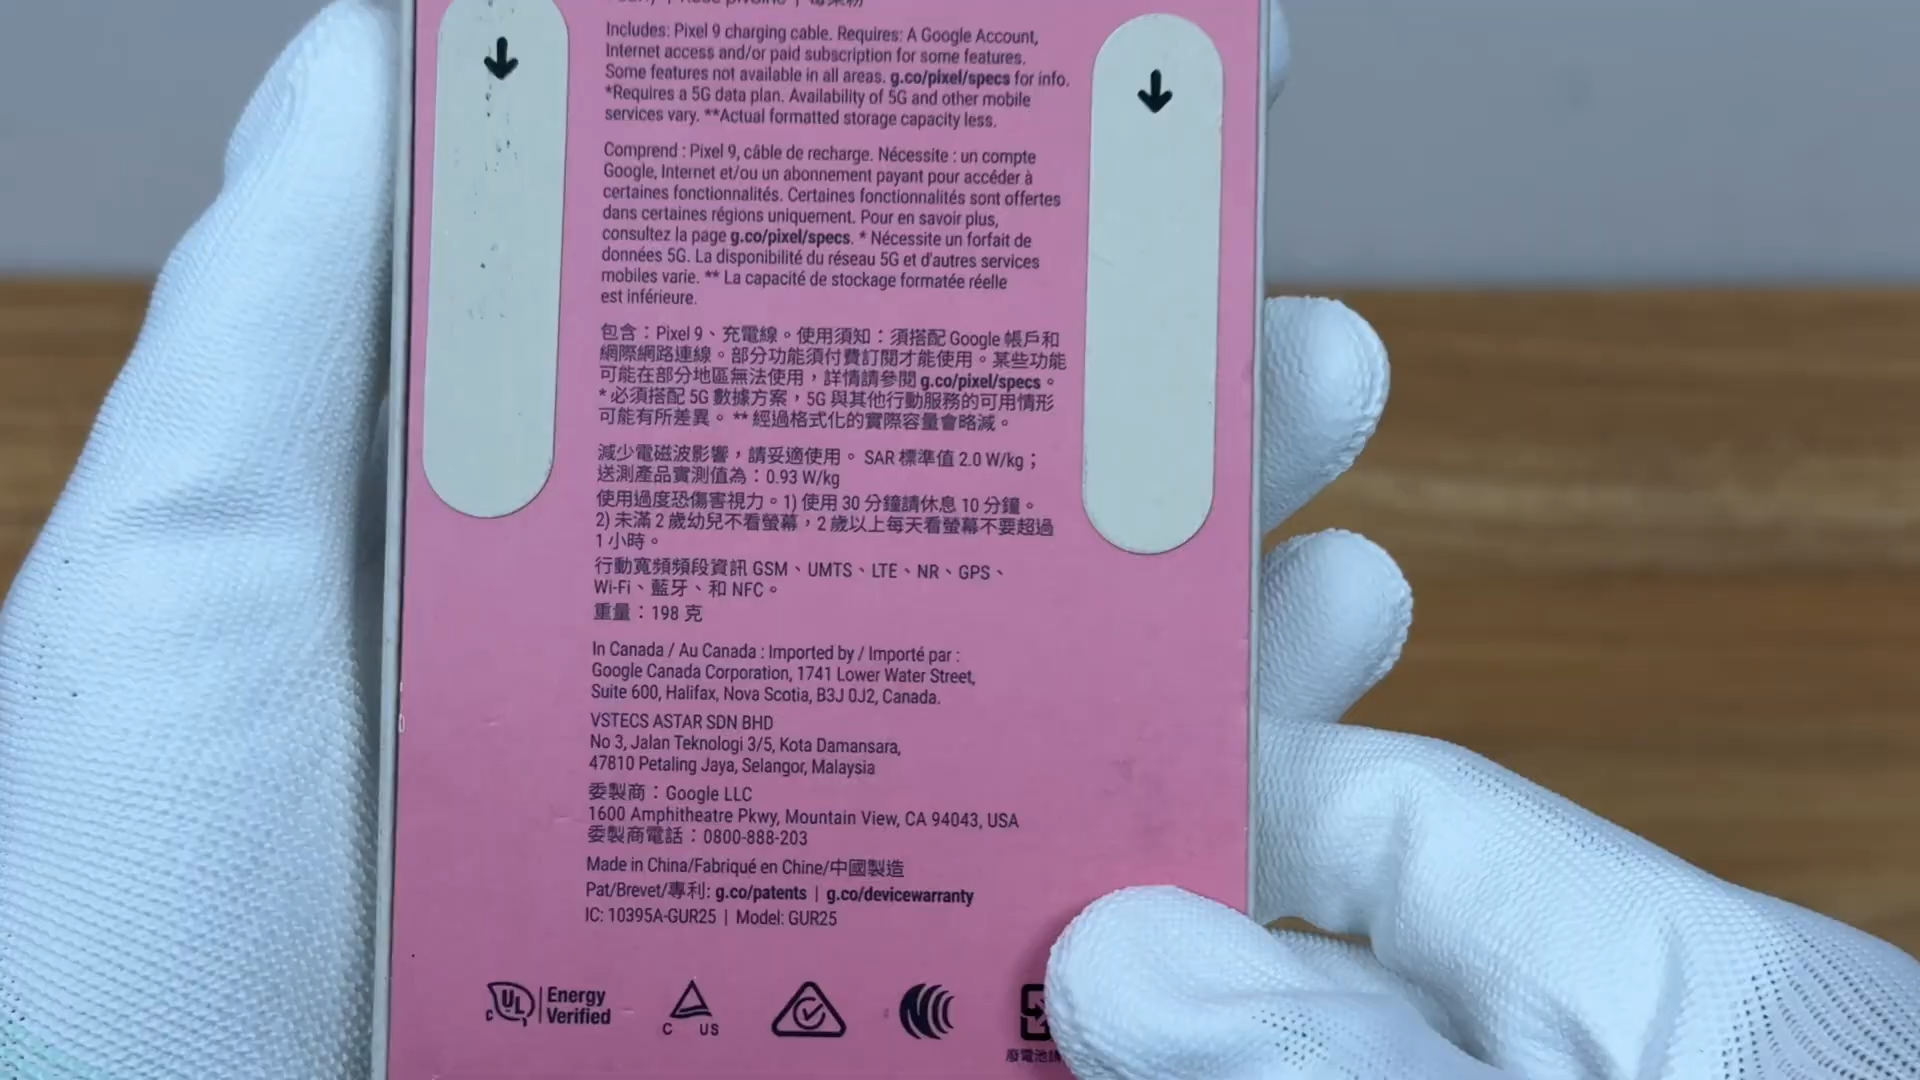 Includes: Pixel 9 charging cable. Requires: A Google Account,
Internet access and/or paid subscription for some features.
Some features not available in all areas. g.co/pixel/specs for info.
*Requires a 5G data plan. Availability of 5G and other mobile
services vary. **Actual formatted storage capacity less.
Comprend : Pixel 9, câble de recharge. Nécessite : un compte
Google, Internet et/ou un abonnement payant pour accéder à
certaines fonctionnalités. Certaines fonctionnalités sont offertes
dans certaines régions uniquement. Pour en savoir plus,
consultez la page g.co/pixel/specs. * Nécessite un forfait de
données 5G. La disponibilité du réseau 5G et d'autres services
mobiles varie. ** La capacité de stockage formatée réelle
est inférieure.
包含：Pixel 9、充電線。使用須知：須搭配 Google 帳戶和
網際網路連線。部分功能須付費訂閱才能使用。某些功能
可能在部分地區無法使用，詳情請參閱 g.co/pixel/specs。
* 必須搭配 5G 數據方案，5G 與其他行動服務的可用情形
可能有所差異。 ** 經過格式化的實際容量會略減。
減少電磁波影響，請妥適使用。 SAR 標準值 2.0 W/kg；
送測產品實測值為：0.93 W/kg
使用過度恐傷害視力。1) 使用 30 分鐘請休息 10 分鐘。
2) 未滿 2 歲幼兒不看螢幕，2 歲以上每天看螢幕不要超過
1 小時。
行動寬頻頻段資訊 GSM、UMTS、LTE、NR、GPS、
Wi-Fi、藍牙、和 NFC。
重量：198 克
In Canada / Au Canada : Imported by / Importé par :
Google Canada Corporation, 1741 Lower Water Street,
Suite 600, Halifax, Nova Scotia, B3J 0J2, Canada.
VSTECS ASTAR SDN BHD
No 3, Jalan Teknologi 3/5, Kota Damansara,
47810 Petaling Jaya, Selangor, Malaysia
委製商：Google LLC
1600 Amphitheatre Pkwy, Mountain View, CA 94043, USA
委製商電話：0800-888-203
Made in China/Fabriqué en Chine/中國製造
Pat/Brevet/專利: g.co/patents | g.co/devicewarranty
IC: 10395A-GUR25 | Model: GUR25
c UL Energy
Verified
C US
廢電池請